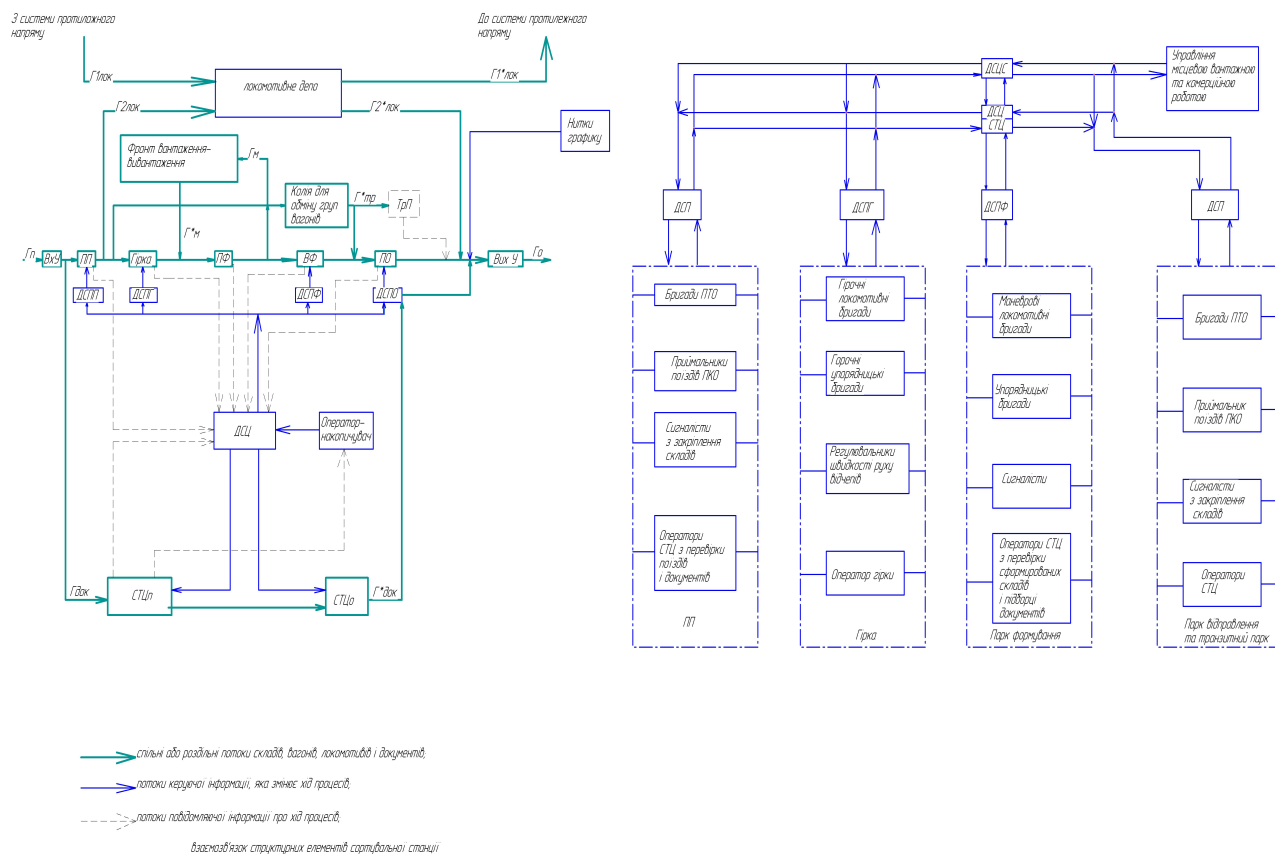 З системи протиложного
напряму
До системи протилежного
напряму
Г1лок
локомотивне депо
Г1*лок
Г2лок
Г2*лок
Нитки
графику
Фронт вантаження-
вивантаження
Гм
Колія для
обміну груп
вагонів
Г*тр
ТрП
Г*м
Гп
ВхУ
ПП
Гірка
ПФ
ВФ
ПО
Вих У
Го
ДСПП
ДСПГ
ДСПФ
ДСПО
ДСЦ
Оператор-
накопичувач
Гдок
СТЦп
СТЦо
Г*док
ДСЦС
Управління
місцевою вантажною
та комерційною
роботою
ДСЦ
СТЦ
ДСП
ДСПГ
ДСПФ
ДСП
Бригади ПТО
Приймальники
поїздів ПКО
Сигналісти
з закріплення
складів
Оператори
СТЦ з перевірки
поїздів
і документів
ПП
Гірочні
локомотивні
бригади
Горочні
упорядницькі
бригади
Регулювальники
швидкості руху
відчепів
Оператор гірки
Гірка
Маневрові
локомотивні
бригади
Упорядницькі
бригади
Сигналісти
Оператори СТЦ
з перевірки
сформированих
складів
і підборці
документів
Парк формування
Бригади ПТО
Приймальник
поїздів ПКО
Сигналісти
з закріплення
складів
Оператори
СТЦ
Парк відправлення
та транзитний парк
спільні або роздільні потоки складів, вагонів, локомотивів і документів;
потоки керуючої інформації, яка змінює хід процесів;
потоки повідомляючої інформації про хід процесів;
взаємозв'язок структурних елементів сортувальної станції